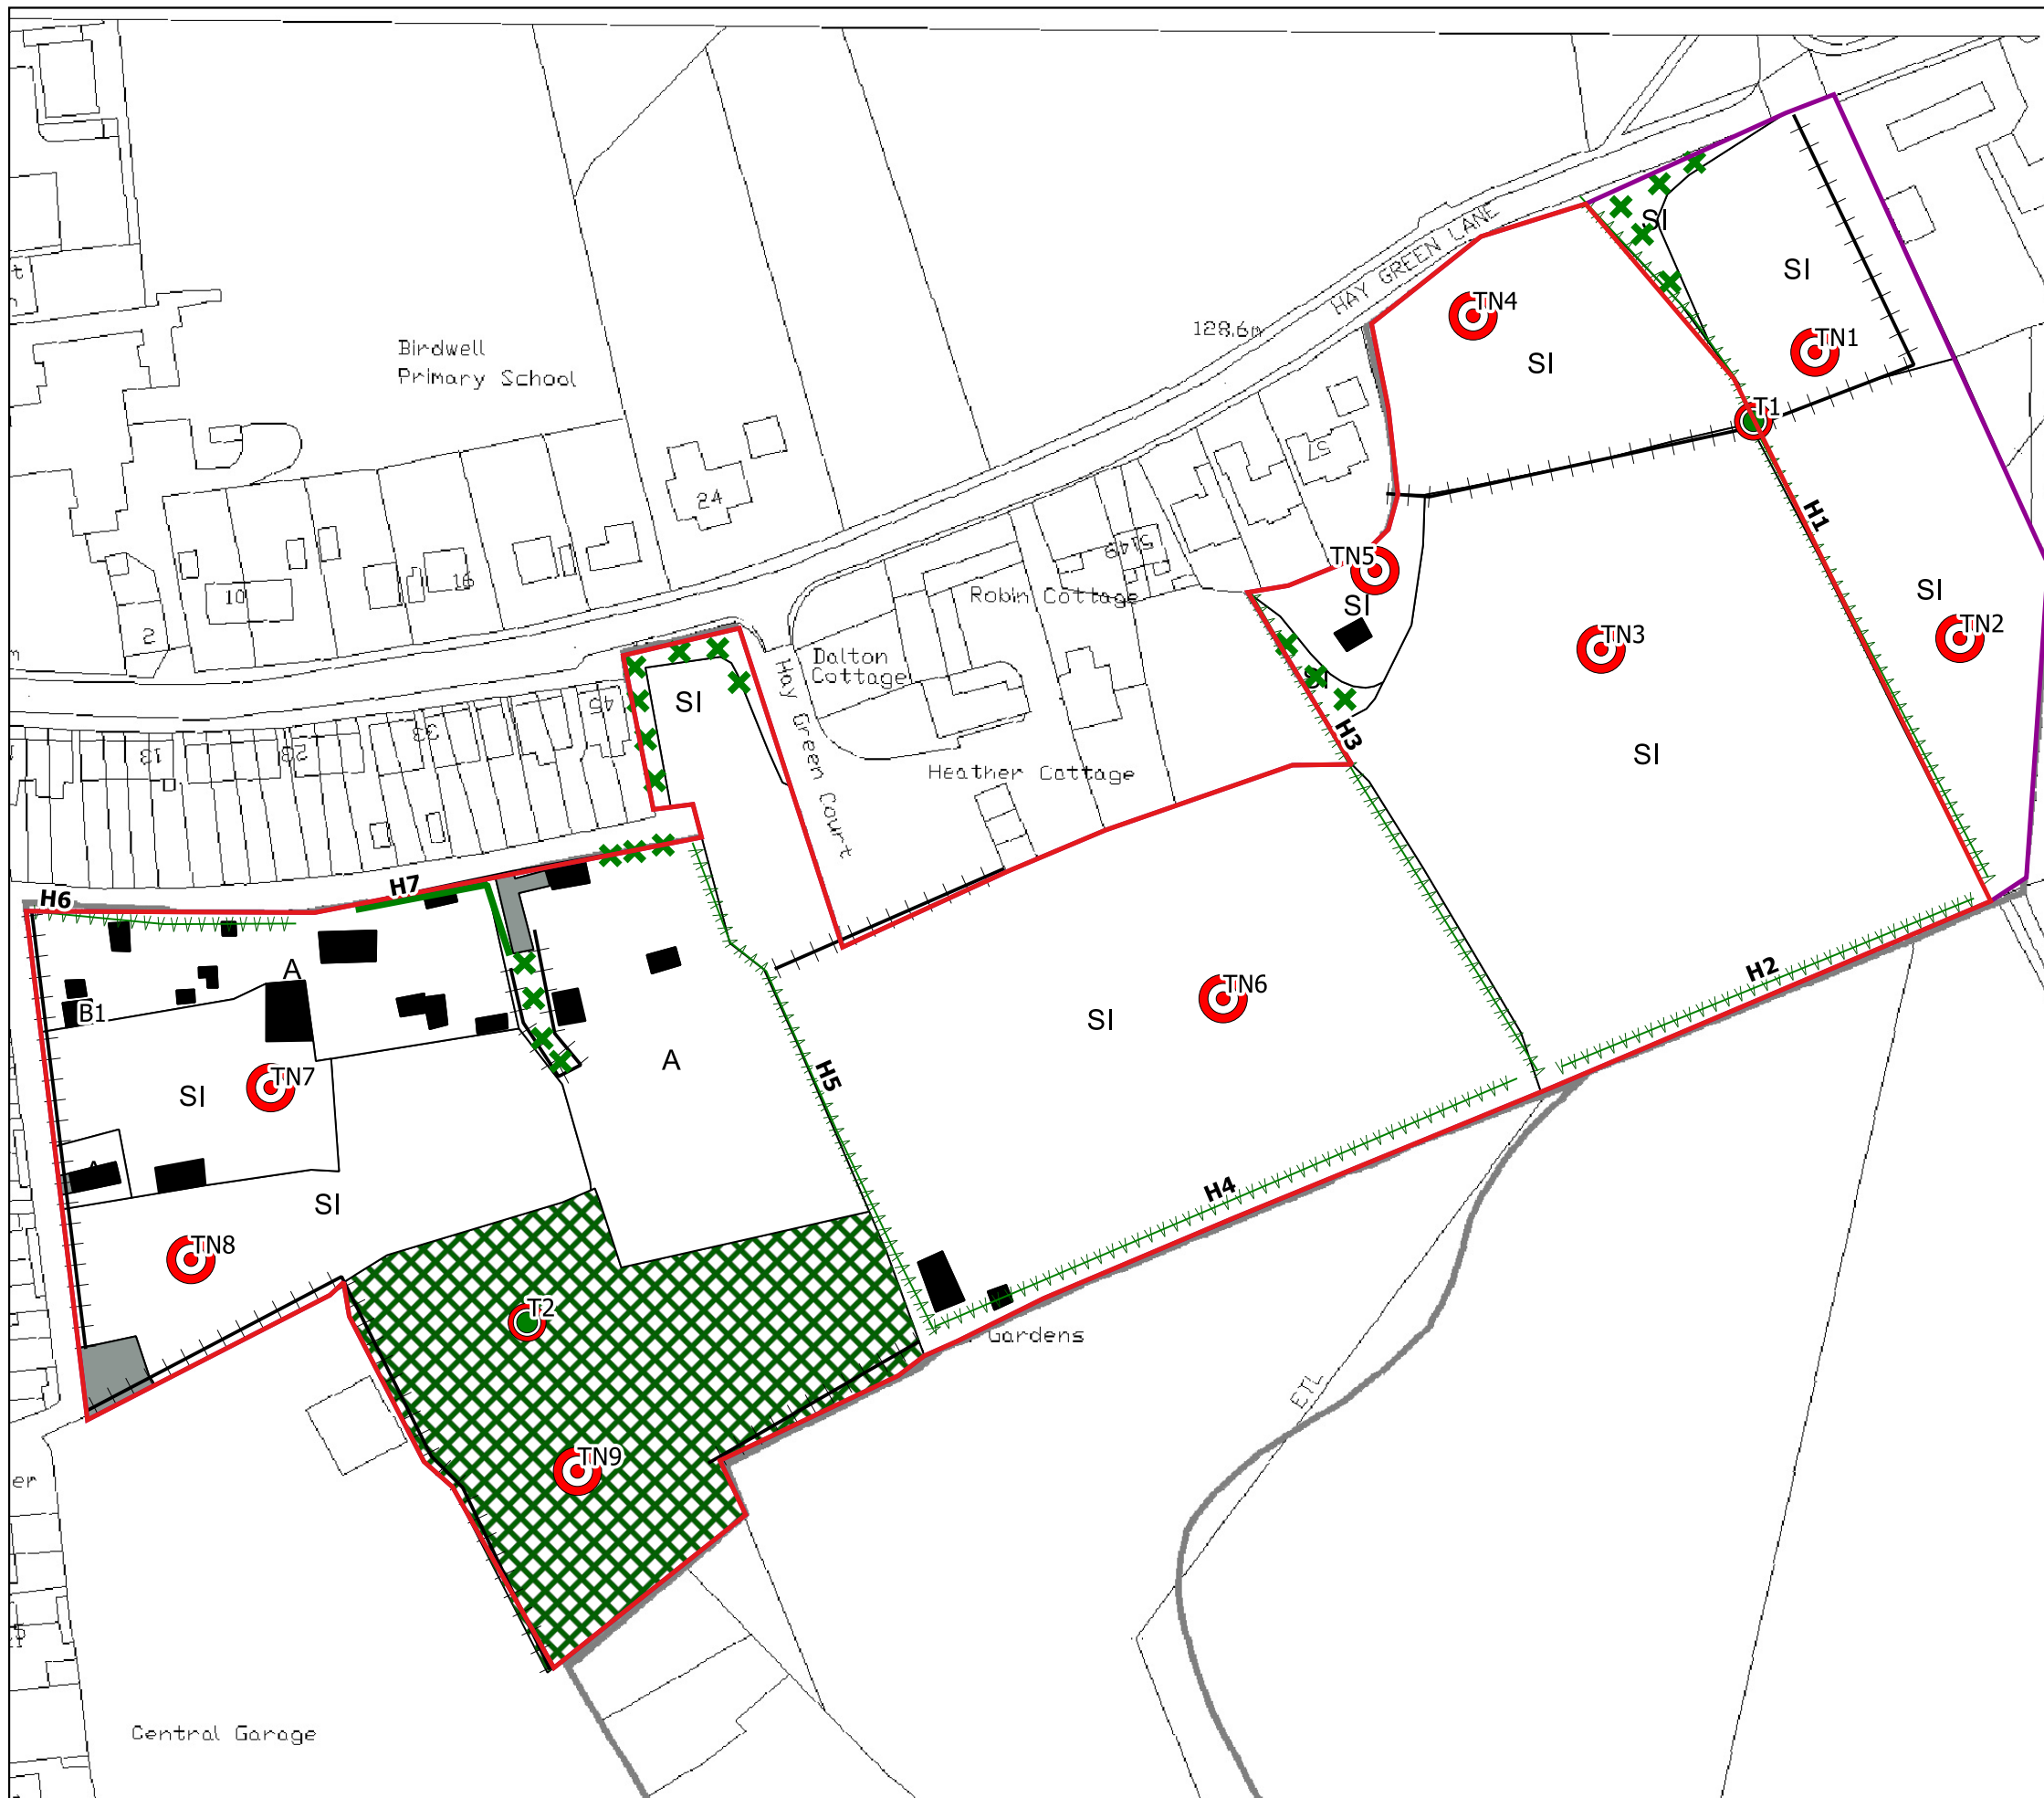 SI
HAY GREEN LANE
SI
TN4
128.6m
TN1
Birdwell
Primary School
SI
T1
57
24
H1
5149
TN5
16
10
Robin Cottage
SI
SI
2
TN3
TN2
Dalton
Cottage
Hay Green Court
SI
45
SI
33
H3
23
13
SI
Heather Cottage
H7
H6
A
H2
TN6
B1
SI
A
H5
TN7
SI
A
H4
SI
TN8
T2
Gardens
ETL
TN9
er
Central Garage